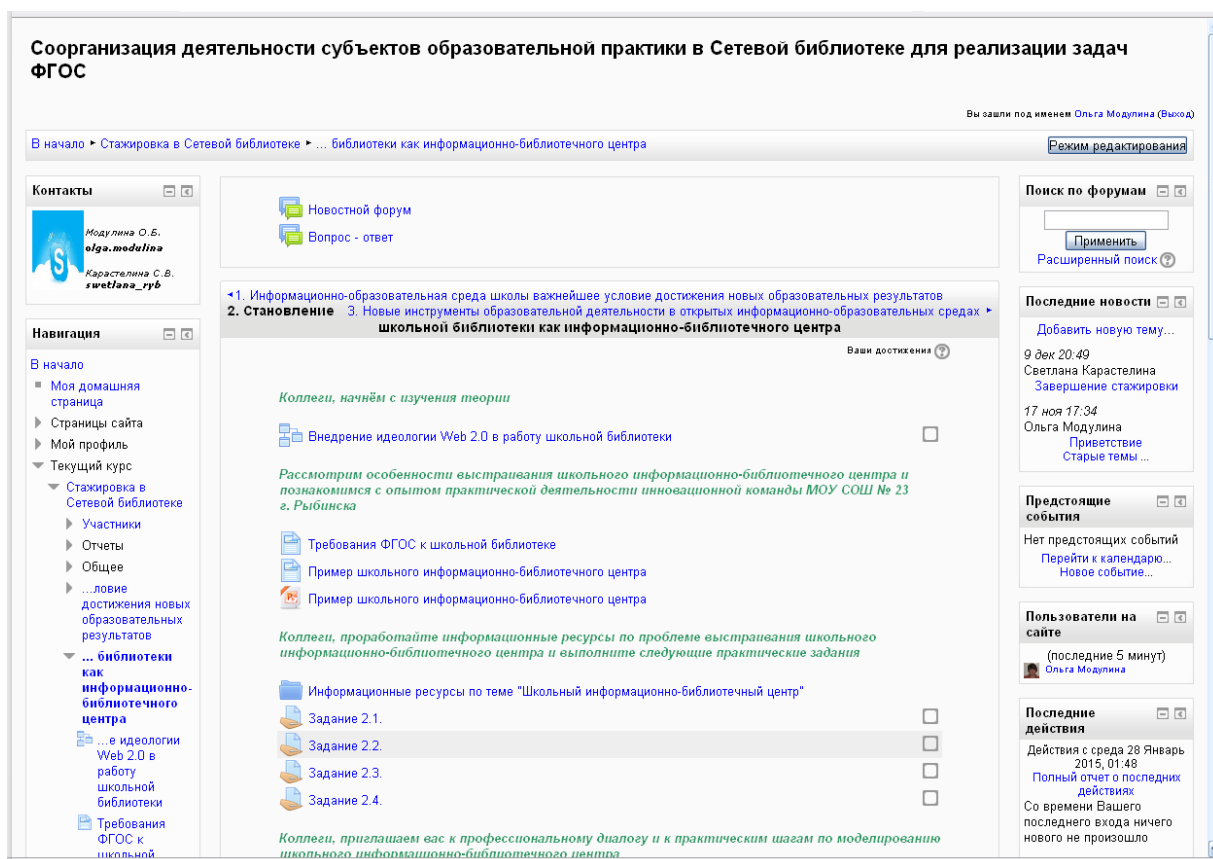 Соорганизация деятельности субъектов образовательной практики в Сетевой библиотеке для реализации задач
ФГОС
Вы зашли под именем Ольга Модулина (Выход)
В начало ► Стажировка в Сетевой библиотеке ► ... библиотеки как информационно-библиотечного центра
Режим редактирования
Контакты
Модулина О.Б.
olga.modulina
Карастелина С.В.
swetlana_ryb
Навигация
В начало
Моя домашняя
страница
Страницы сайта
Мой профиль
Текущий курс
Стажировка в
Сетевой библиотеке
Участники
Отчеты
Общее
...ловие
достижения новых
образовательных
результатов
... библиотеки
как
информационно-
библиотечного
центра
...е идеологии
Web 2.0 в
работу
школьной
библиотеки
Требования
ФГОС к
школьной
Новостной форум
Вопрос - ответ
◄1. Информационно-образовательная среда школы важнейшее условие достижения новых образовательных результатов
2. Становление 3. Новые инструменты образовательной деятельности в открытых информационно-образовательных средах ►
школьной библиотеки как информационно-библиотечного центра
Ваши достижения
Коллеги, начнём с изучения теории
Внедрение идеологии Web 2.0 в работу школьной библиотеки
Рассмотрим особенности выстраивания школьного информационно-библиотечного центра и
познакомимся с опытом практической деятельности инновационной команды МОУ СОШ № 23
г. Рыбинска
Требования ФГОС к школьной библиотеке
Пример школьного информационно-библиотечного центра
Пример школьного информационно-библиотечного центра
Коллеги, проработайте информационные ресурсы по проблеме выстраивания школьного
информационно-библиотечного центра и выполните следующие практические задания
Информационные ресурсы по теме "Школьный информационно-библиотечный центр"
Задание 2.1.
Задание 2.2.
Задание 2.3.
Задание 2.4.
Коллеги, приглашаем вас к профессиональному диалогу и к практическим шагам по моделированию
школьного информационно-библиотечного центра
Поиск по форумам
Применить
Расширенный поиск
Последние новости
Добавить новую тему...
9 дек 20:49
Светлана Карастелина
Завершение стажировки
17 ноя 17:34
Ольга Модулина
Приветствие
Старые темы ...
Предстоящие
события
Нет предстоящих событий
Перейти к календарю...
Новое событие...
Пользователи на
сайте
(последние 5 минут)
Ольга Модулина
Последние
действия
Действия с среда 28 Январь
2015, 01:48
Полный отчет о последних
действиях
Со времени Вашего
последнего входа ничего
нового не произошло